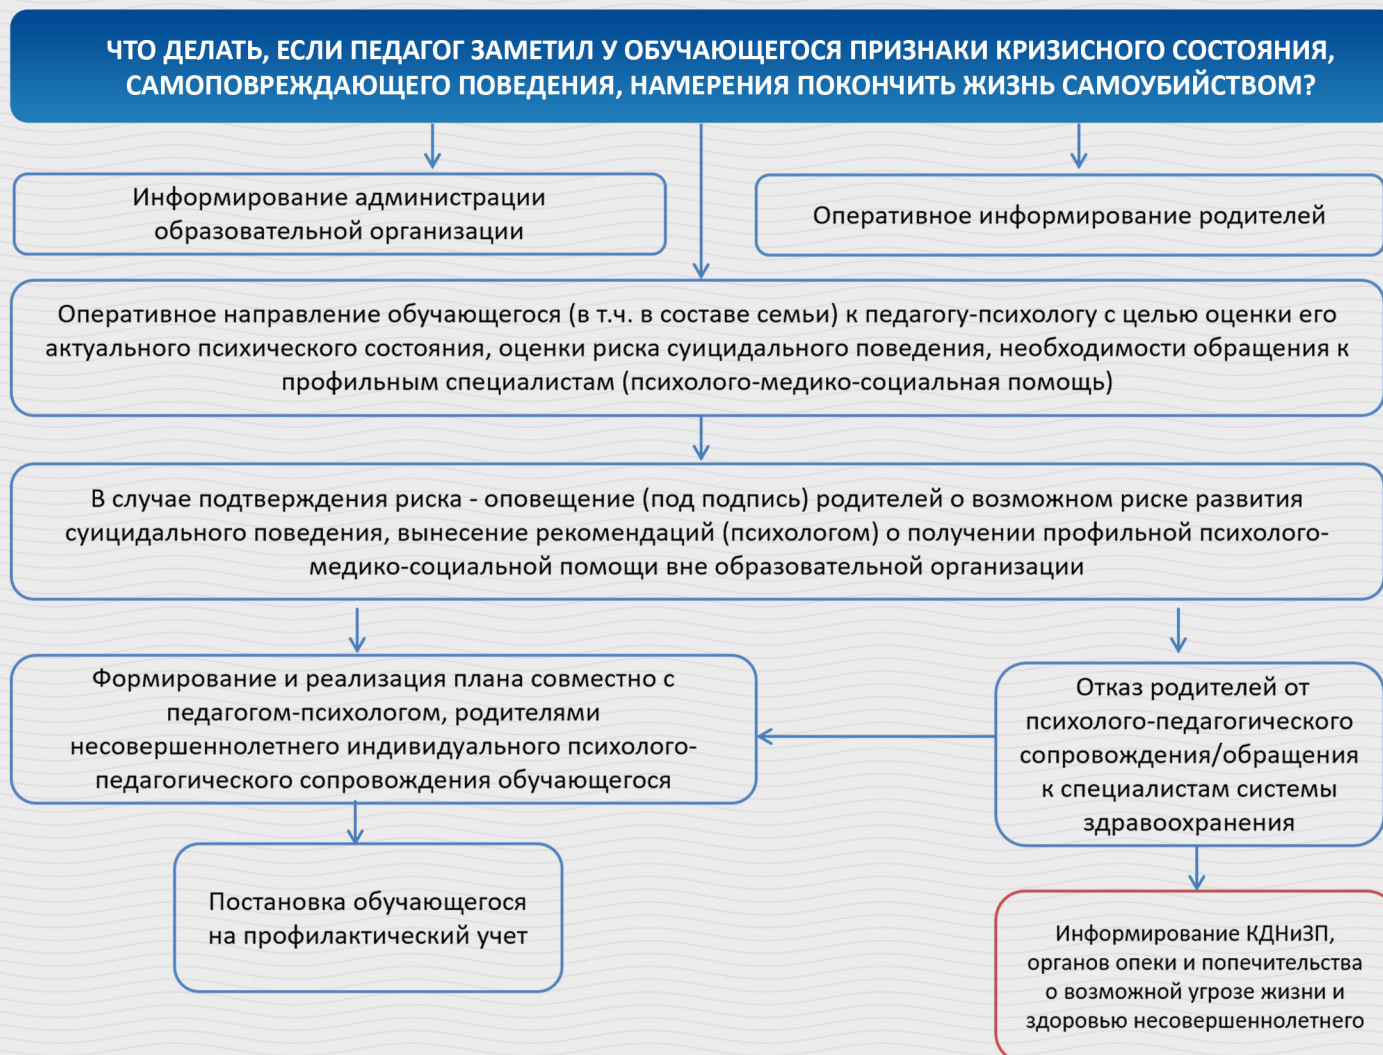 ЧТО ДЕЛАТЬ, ЕСЛИ ПЕДАГОГ ЗАМЕТИЛ У ОБУЧАЮЩЕГОСЯ ПРИЗНАКИ КРИЗИСНОГО СОСТОЯНИЯ,
САМОПОВРЕЖДАЮЩЕГО ПОВЕДЕНИЯ, НАМЕРЕНИЯ ПОКОНЧИТЬ ЖИЗНЬ САМОУБИЙСТВОМ?
Информирование администрации
образовательной организации
Оперативное информирование родителей
Оперативное направление обучающегося (в т.ч. в составе семьи) к педагогу-психологу с целью оценки его
актуального психического состояния, оценки риска суицидального поведения, необходимости обращения к
профильным специалистам (психолого-медико-социальная помощь)
В случае подтверждения риска - оповещение (под подпись) родителей о возможном риске развития
суицидального поведения, вынесение рекомендаций (психологом) о получении профильной психолого-
медико-социальной помощи вне образовательной организации
Формирование и реализация плана совместно с
педагогом-психологом, родителями
несовершеннолетнего индивидуального психолого-
педагогического сопровождения обучающегося
Отказ родителей от
психолого-педагогического
сопровождения/обращения
к специалистам системы
здравоохранения
Постановка обучающегося
на профилактический учет
Информирование КДНиЗП,
органов опеки и попечительства
о возможной угрозе жизни и
здоровью несовершеннолетнего